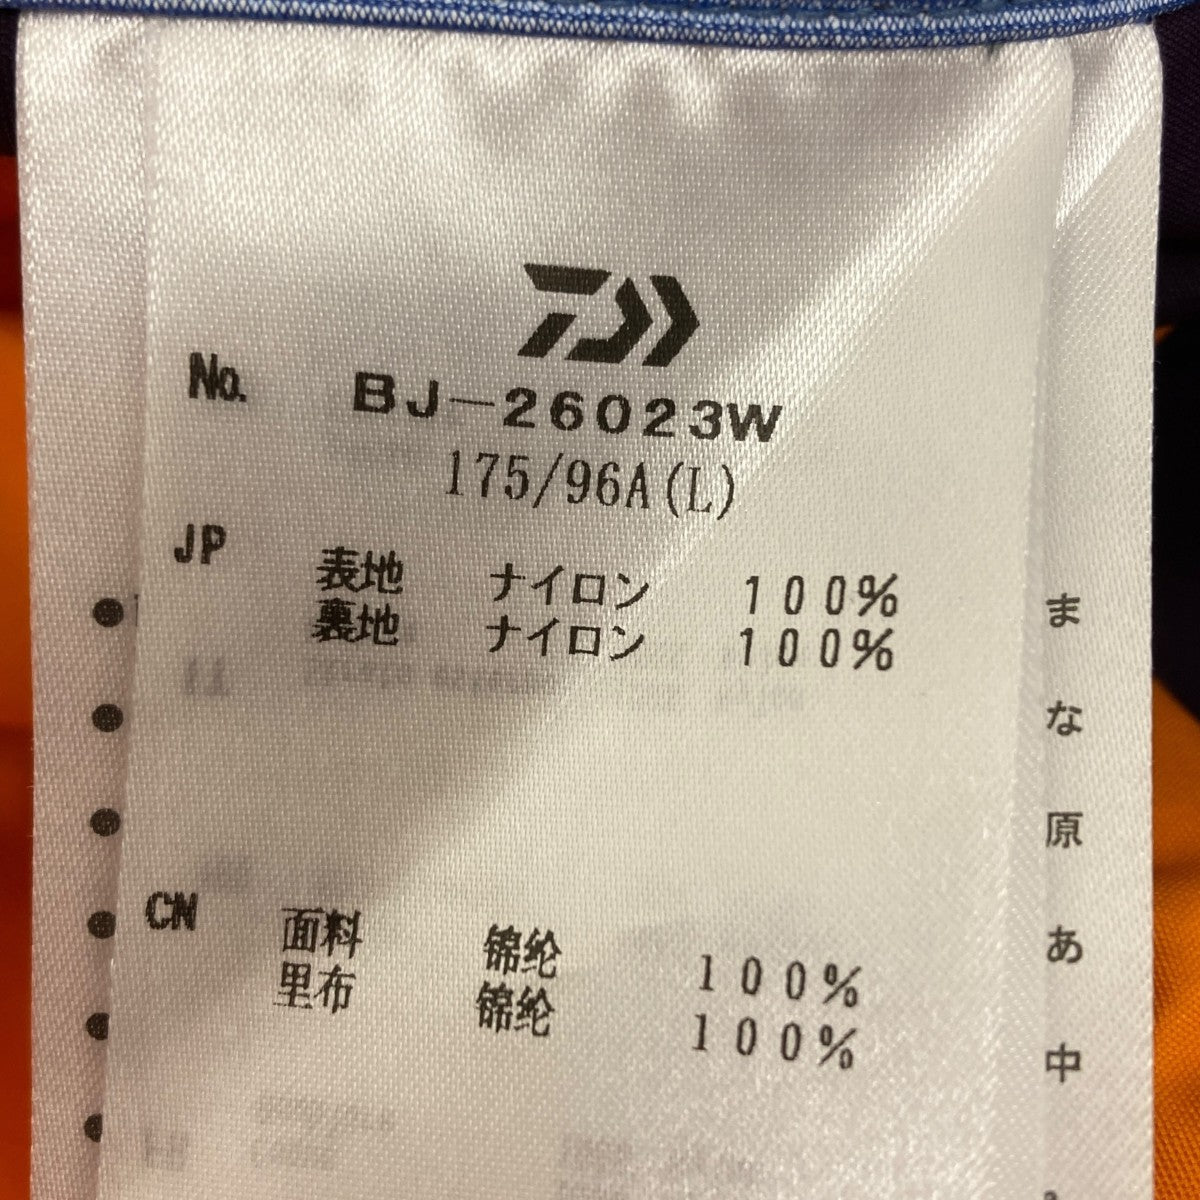 No. BJ-26023W
175/96A(L)
JP
表地 ナイロン 100%
裏地 ナイロン 100%
CN
面料 锦纶 100%
里布 锦纶 100%
ま
な
原
あ
中